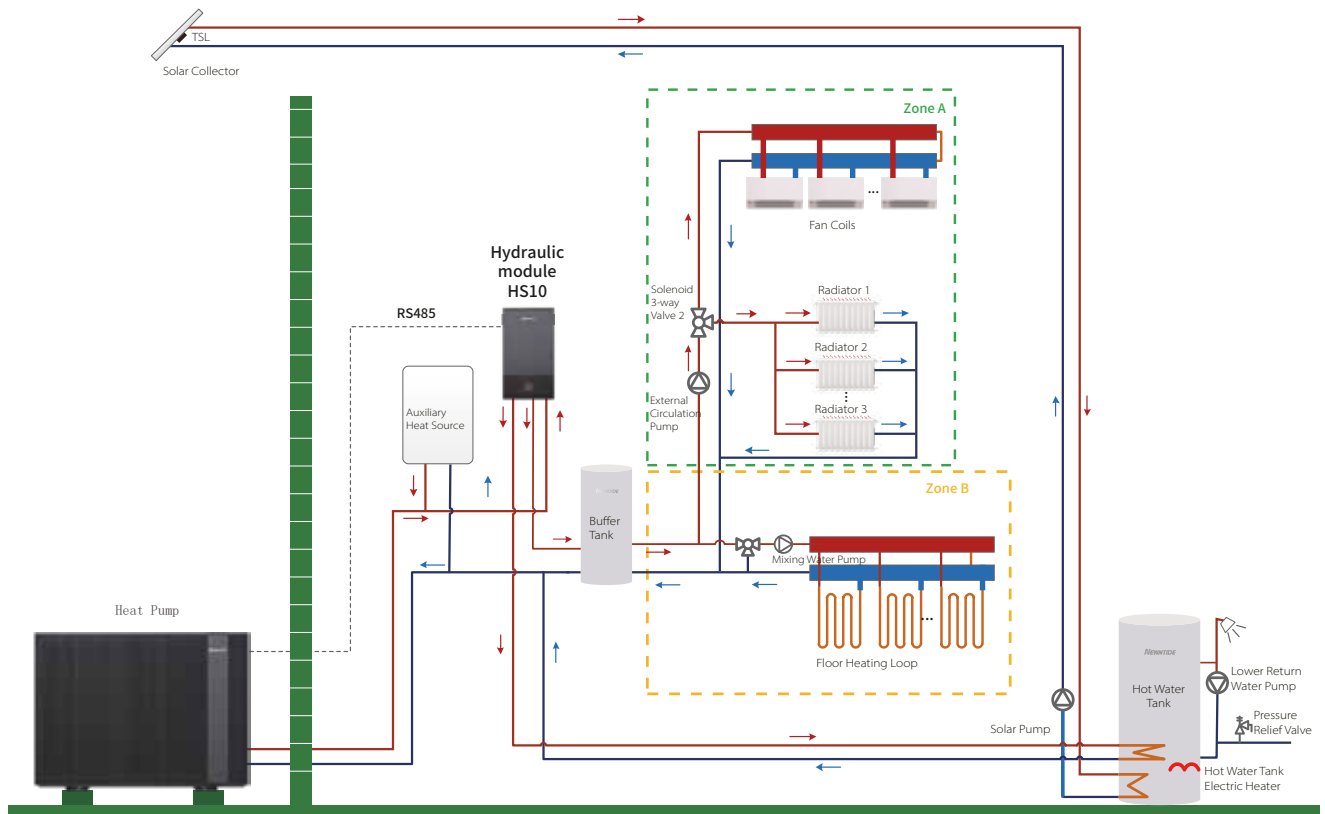 TSL
Solar Collector
Zone A
Fan Coils
Hydraulic
module
HS10
RS485
Solenoid
3-way
Valve 2
Radiator 1
Radiator 2
Radiator 3
External
Circulation
Pump
Auxiliary
Heat Source
Zone B
Buffer
Tank
Mixing Water Pump
Floor Heating Loop
Heat Pump
Solar Pump
NEWNTIDE
Hot Water
Tank
Lower Return
Water Pump
Pressure
Relief Valve
Hot Water Tank
Electric Heater